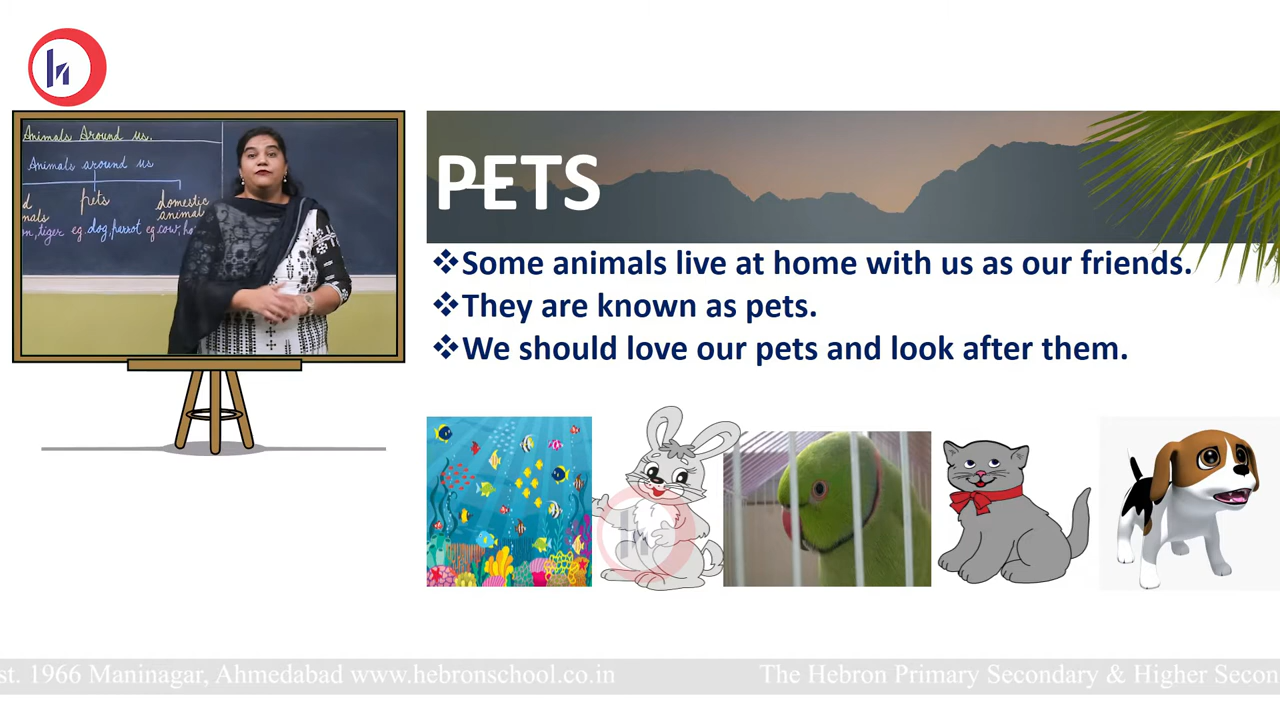 Animals Around us.
Animals around us
pets
domestic
animal
nals
tiger eg. dog, parrot eg. cow,
PETS
❖Some animals live at home with us as our friends.
❖They are known as pets.
❖We should love our pets and look after them.
st. 1966 Maninagar, Ahmedabad www.hebronschool.co.in
The Hebron Primary Secondary & Higher Secon